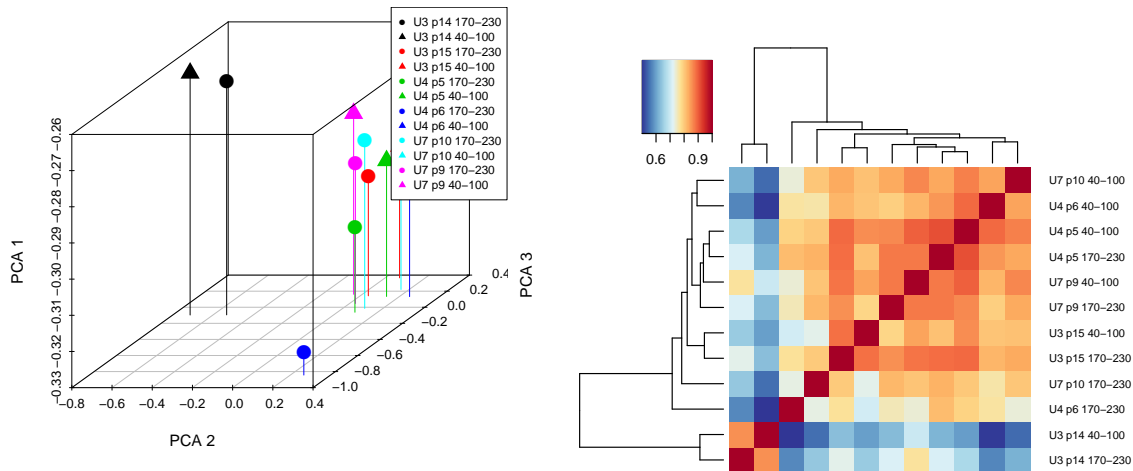 U3 p14 170−230
U3 p14 40−100
U3 p15 170−230
U3 p15 40−100
U4 p5 170−230
U4 p5 40−100
U4 p6 170−230
U4 p6 40−100
U7 p10 170−230
U7 p10 40−100
U7 p9 170−230
U7 p9 40−100
PCA 1
−0.26
−0.27
−0.28
−0.29
−0.30
−0.31
−0.32
−0.33
−0.8 −0.6 −0.4 −0.2 0.0 0.2 0.4
PCA 2
−1.0
−0.8
−0.6
−0.4
−0.2
0.0
0.2
0.4
PCA 3
0.6 0.9
U7 p10 40−100
U4 p6 40−100
U4 p5 40−100
U4 p5 170−230
U7 p9 40−100
U7 p9 170−230
U3 p15 40−100
U3 p15 170−230
U7 p10 170−230
U4 p6 170−230
U3 p14 40−100
U3 p14 170−230